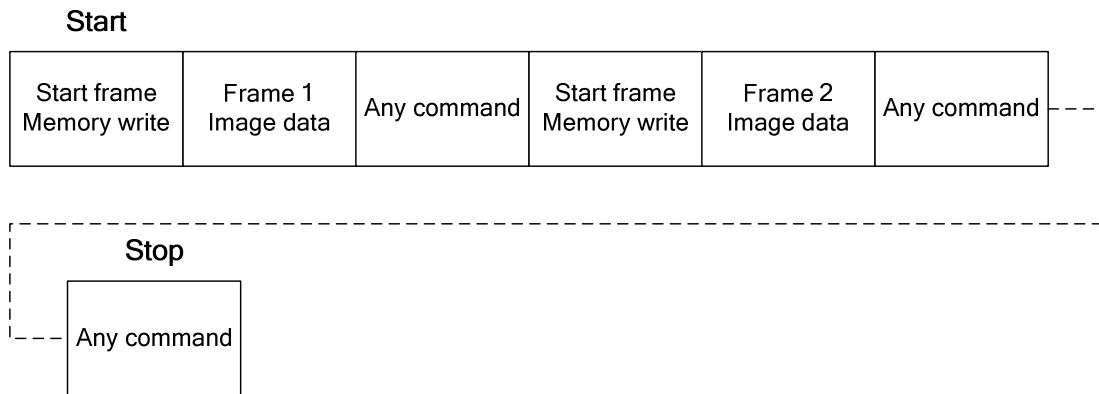 Start
Start frame
Memory write
Frame 1
Image data
Any command
Start frame
Memory write
Frame 2
Image data
Any command
Stop
Any command